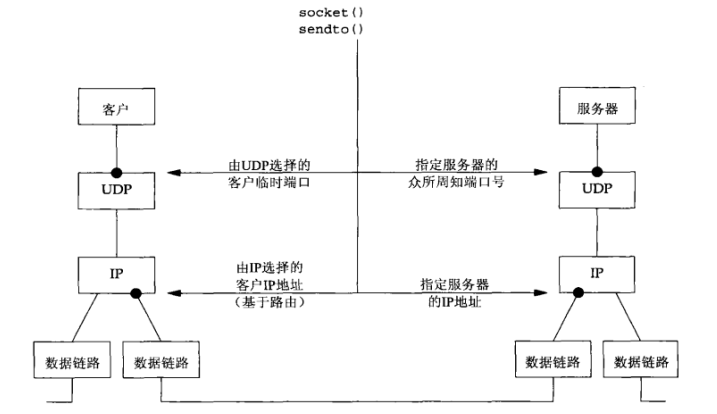 socket()
sendto()
客户
服务器
由UDP选择的
客户临时端口
指定服务器的
众所周知端口号
UDP
UDP
IP
由IP选择的
客户IP地址
（基于路由）
指定服务器
的IP地址
IP
数据链路
数据链路
数据链路
数据链路